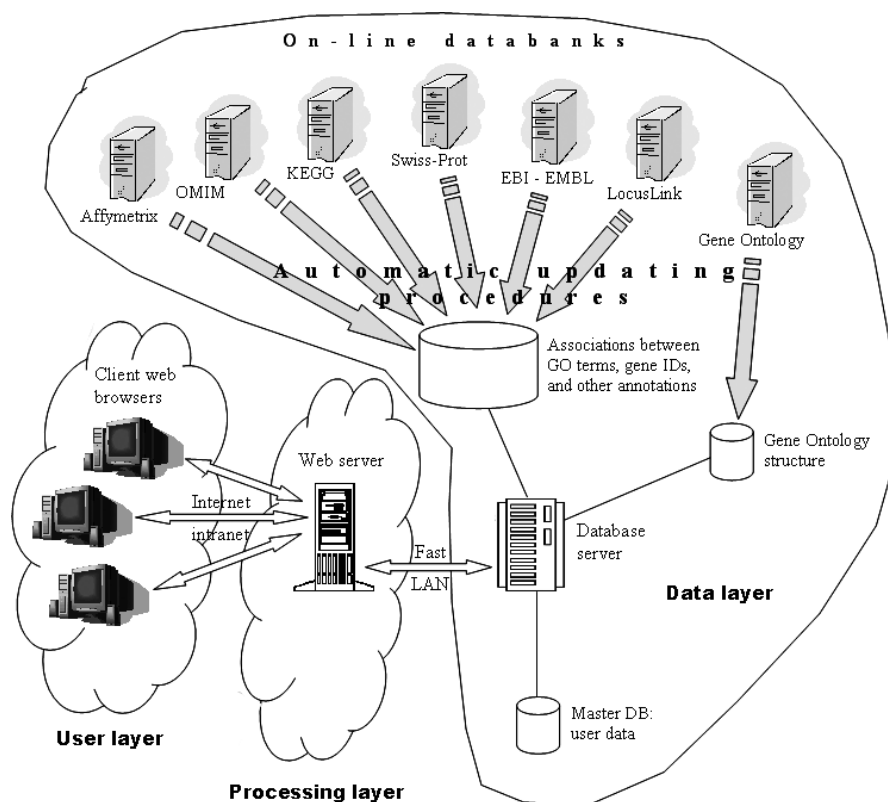 On-line databanks
Affymetrix
OMIM
KEGG
Swiss-Prot
EBI - EMBL
LocusLink
Gene Ontology
Automatic updating
procedures
Associations between
GO terms, gene IDs,
and other annotations
Gene Ontology
structure
Client web
browsers
Internet
intranet
Web server
Fast
LAN
Database
server
Data layer
Master DB:
user data
User layer
Processing layer